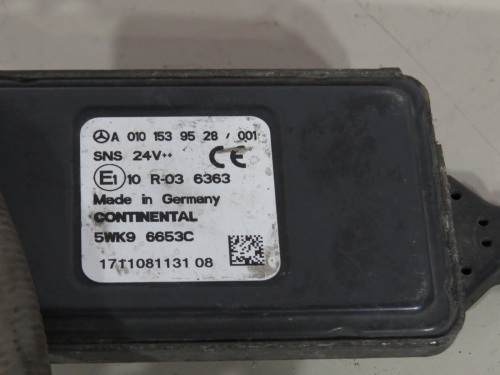 A 010 153 95 28 / 001
SNS 24V++ CE
E1 10 R-03 6363
Made in Germany
CONTINENTAL
5WK9 6653C
1711081131 08